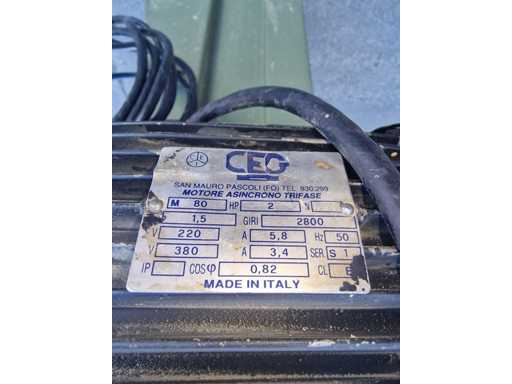 CEG
SAN MAURO PASCOLI (FO) TEL. 930.299
MOTORE ASINCRONO TRIFASE
M 80 HP 2 N
1,5 GIRI 2800
V 220 A 5,8 Hz 50
V 380 A 3,4 SER. S 1
IP COSφ 0,82 CL
MADE IN ITALY